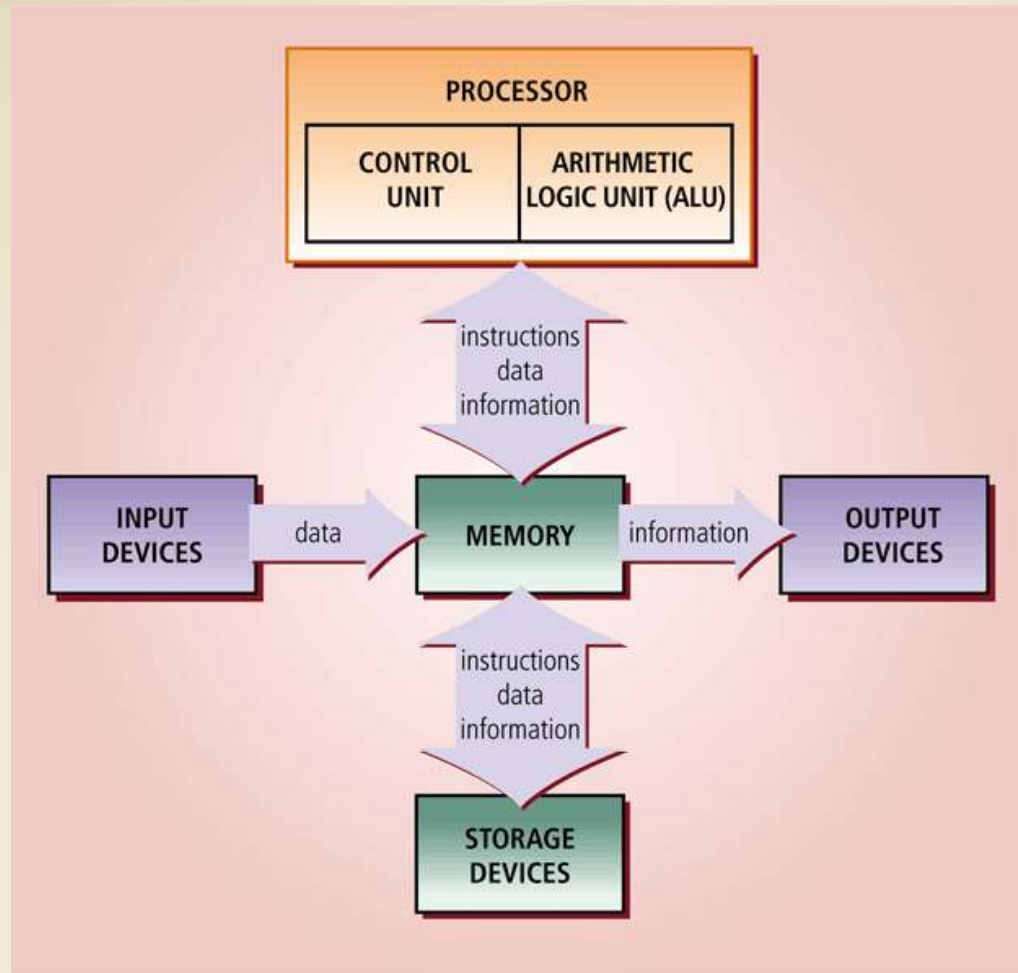 PROCESSOR
CONTROL
UNIT
ARITHMETIC
LOGIC UNIT (ALU)
instructions
data
information
INPUT
DEVICES
data
MEMORY
information
OUTPUT
DEVICES
instructions
data
information
STORAGE
DEVICES